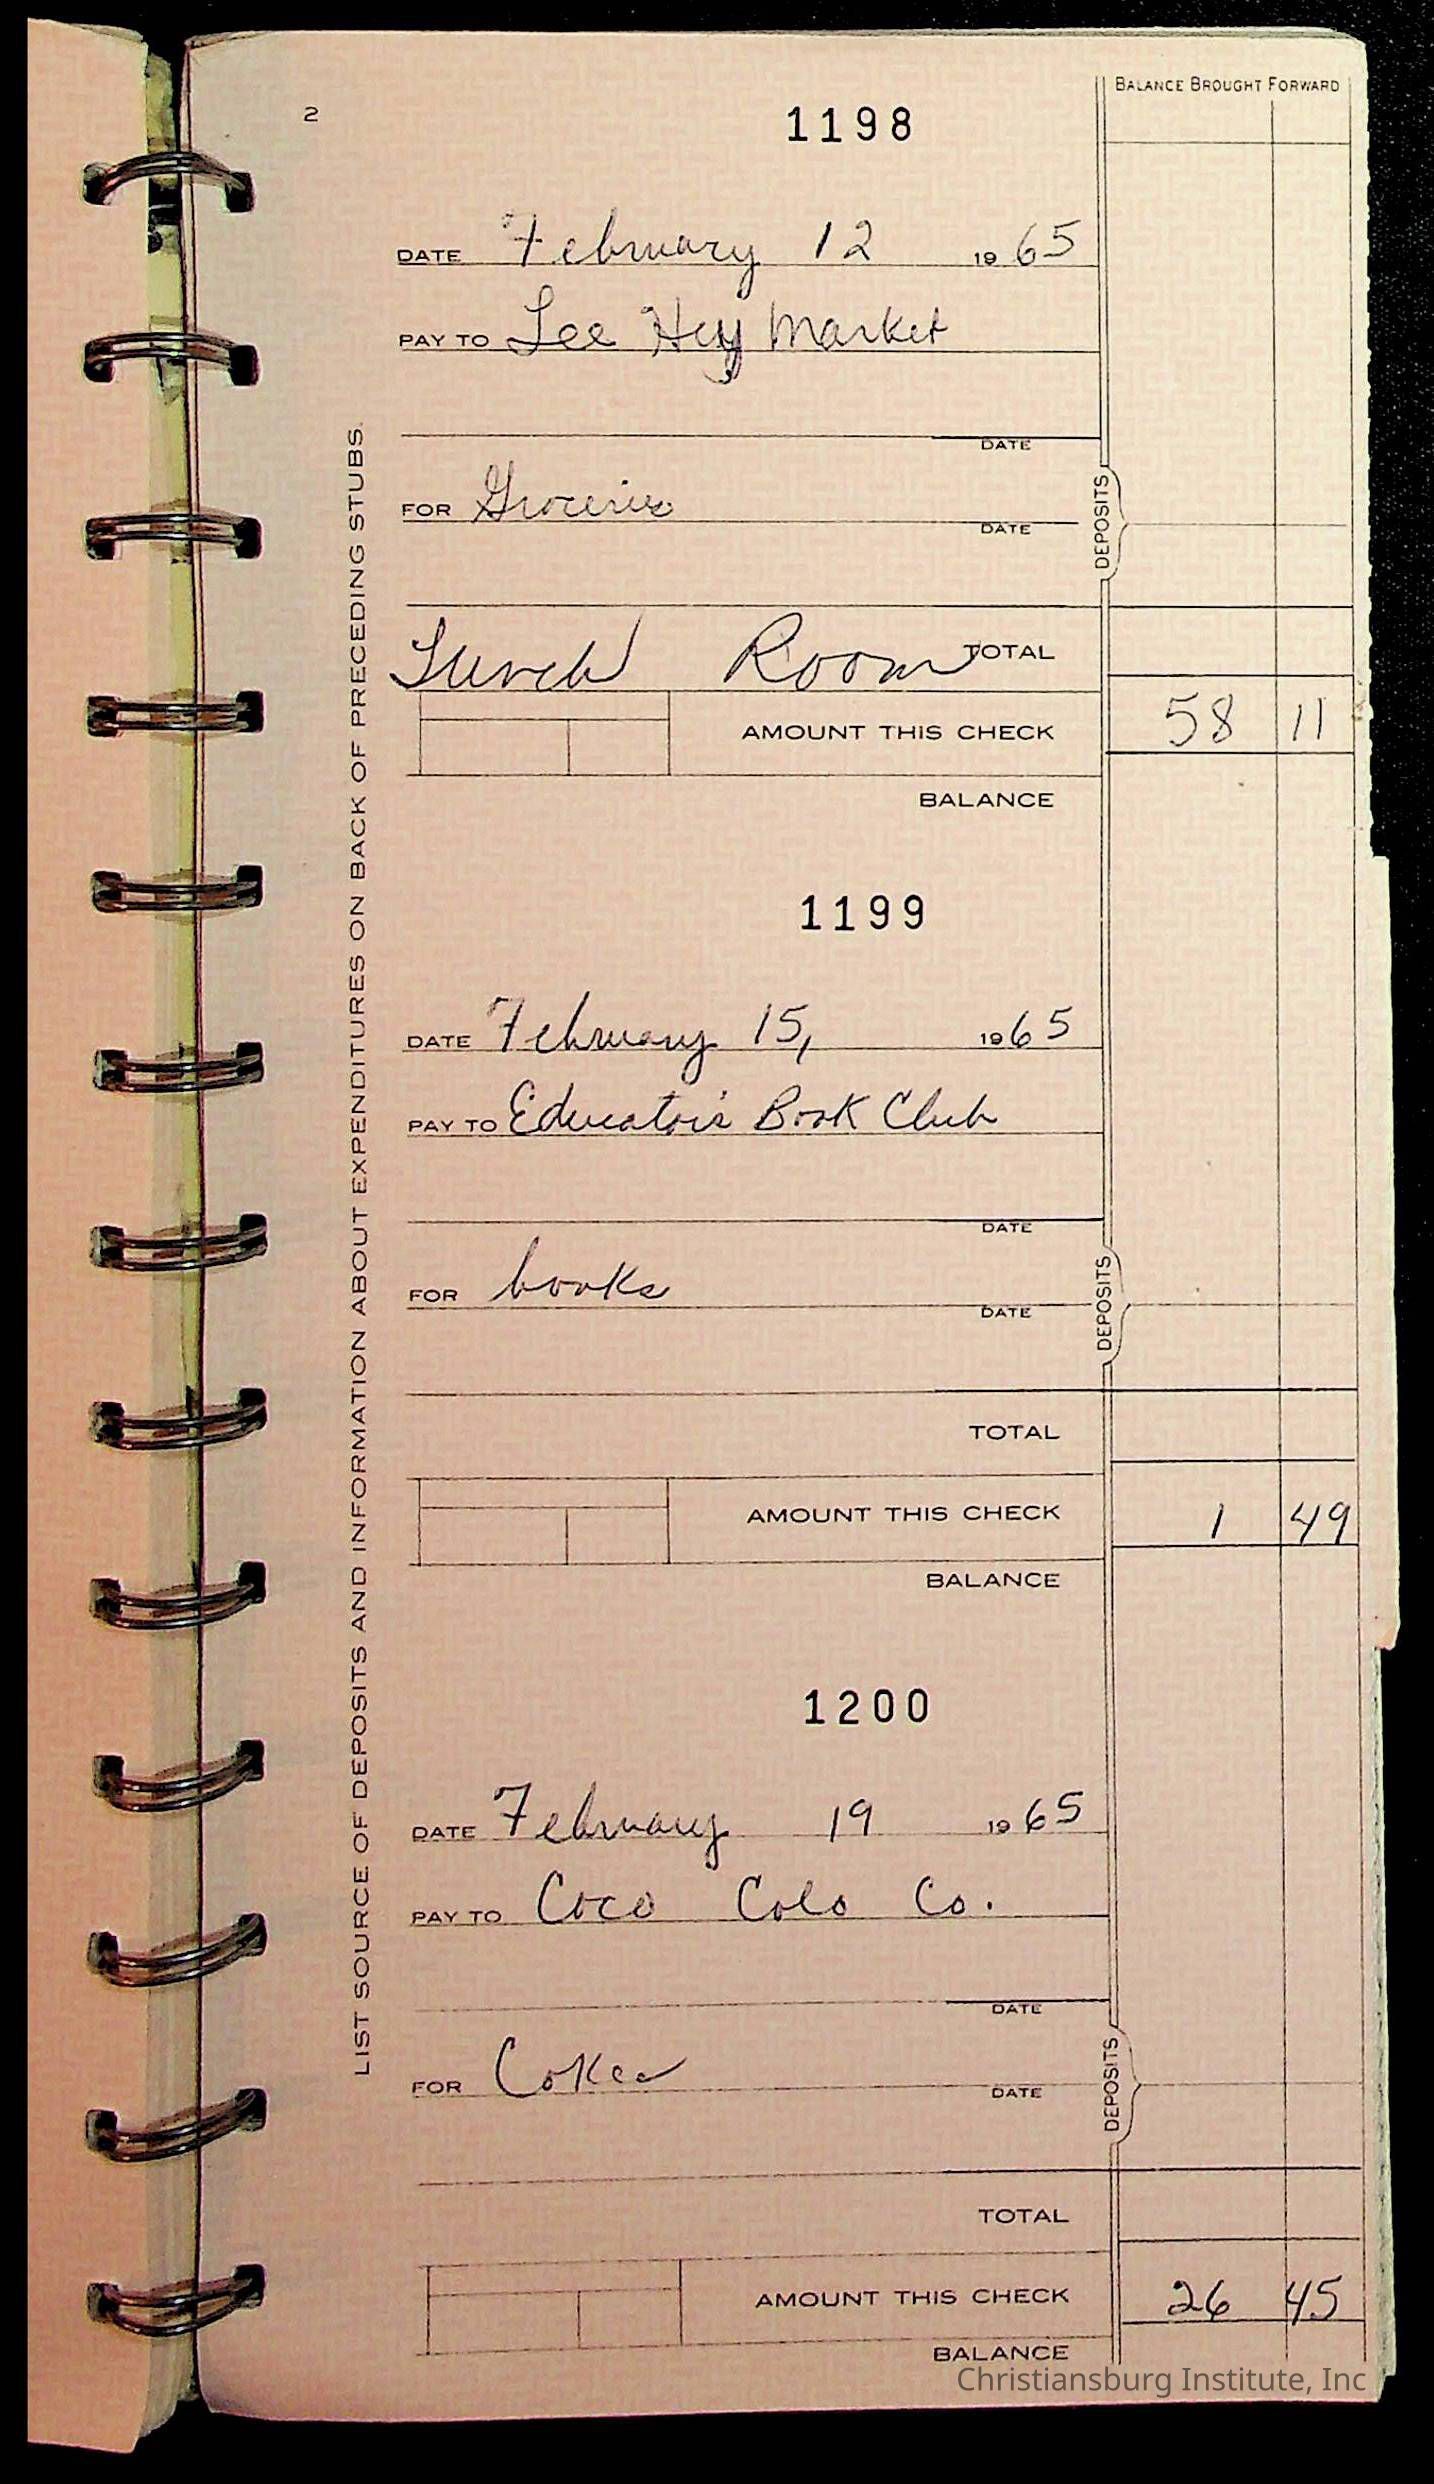 2
BALANCE BROUGHT FORWARD
1198
DATE February 12 1965
PAY TO Lee Hy Market
DATE
FOR Groceries
DATE
DEPOSITS
Lunch Room TOTAL
AMOUNT THIS CHECK 58 11
BALANCE
1199
DATE February 15, 1965
PAY TO Educator's Book Club
DATE
FOR books
DATE
DEPOSITS
TOTAL
AMOUNT THIS CHECK 1 49
BALANCE
1200
DATE February 19 1965
PAY TO Coco Colo Co.
DATE
FOR Cokes
DATE
DEPOSITS
TOTAL
AMOUNT THIS CHECK 26 45
BALANCE
LIST SOURCE OF DEPOSITS AND INFORMATION ABOUT EXPENDITURES ON BACK OF PRECEDING STUBS.
Christiansburg Institute, Inc